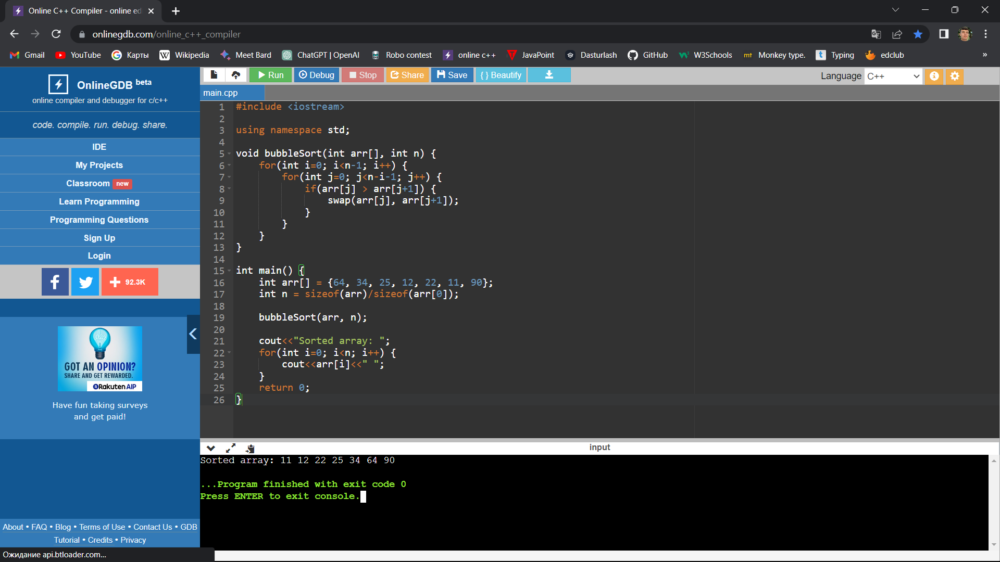 Online C++ Compiler - online ed
onlinegdb.com/online_c++_compiler
Gmail YouTube Карты Wikipedia Meet Bard ChatGPT | OpenAI Robo contest online c++ JavaPoint Dasturlash GitHub W3Schools Monkey type. Typing edclub »
OnlineGDB beta
online compiler and debugger for c/c++
code. compile. run. debug. share.
IDE
My Projects
Classroom new
Learn Programming
Programming Questions
Sign Up
Login
92.3K
GOT AN OPINION?
SHARE AND GET REWARDED.
Rakuten AIP
Have fun taking surveys
and get paid!
About • FAQ • Blog • Terms of Use • Contact Us • GDB
Tutorial • Credits • Privacy
Ожидание api.btloader.com...
Run Debug Stop Share Save { } Beautify Language C++
main.cpp
1 #include <iostream>
2
3 using namespace std;
4
5 void bubbleSort(int arr[], int n) {
6 for(int i=0; i<n-1; i++) {
7 for(int j=0; j<n-i-1; j++) {
8 if(arr[j] > arr[j+1]) {
9 swap(arr[j], arr[j+1]);
10 }
11 }
12 }
13 }
14
15 int main() {
16 int arr[] = {64, 34, 25, 12, 22, 11, 90};
17 int n = sizeof(arr)/sizeof(arr[0]);
18
19 bubbleSort(arr, n);
20
21 cout<<"Sorted array: ";
22 for(int i=0; i<n; i++) {
23 cout<<arr[i]<<" ";
24 }
25 return 0;
26 }
input
Sorted array: 11 12 22 25 34 64 90
...Program finished with exit code 0
Press ENTER to exit console.